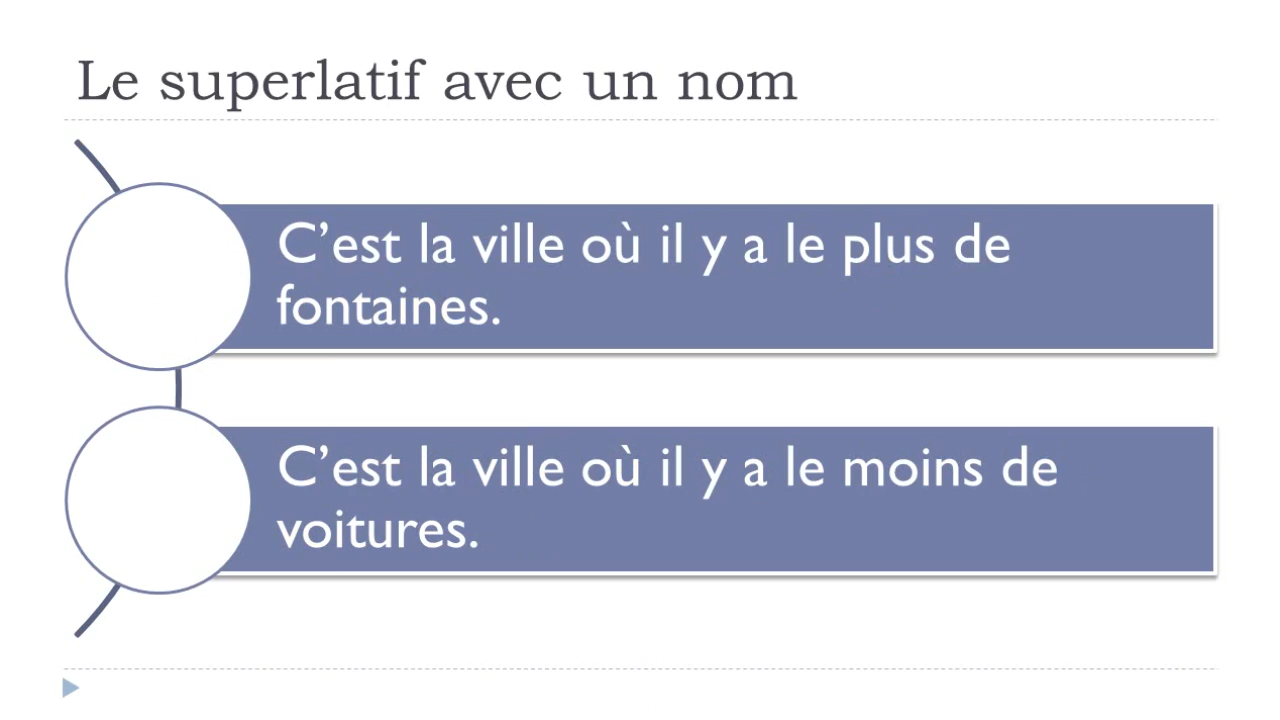 Le superlatif avec un nom
C’est la ville où il y a le plus de
fontaines.
C’est la ville où il y a le moins de
voitures.